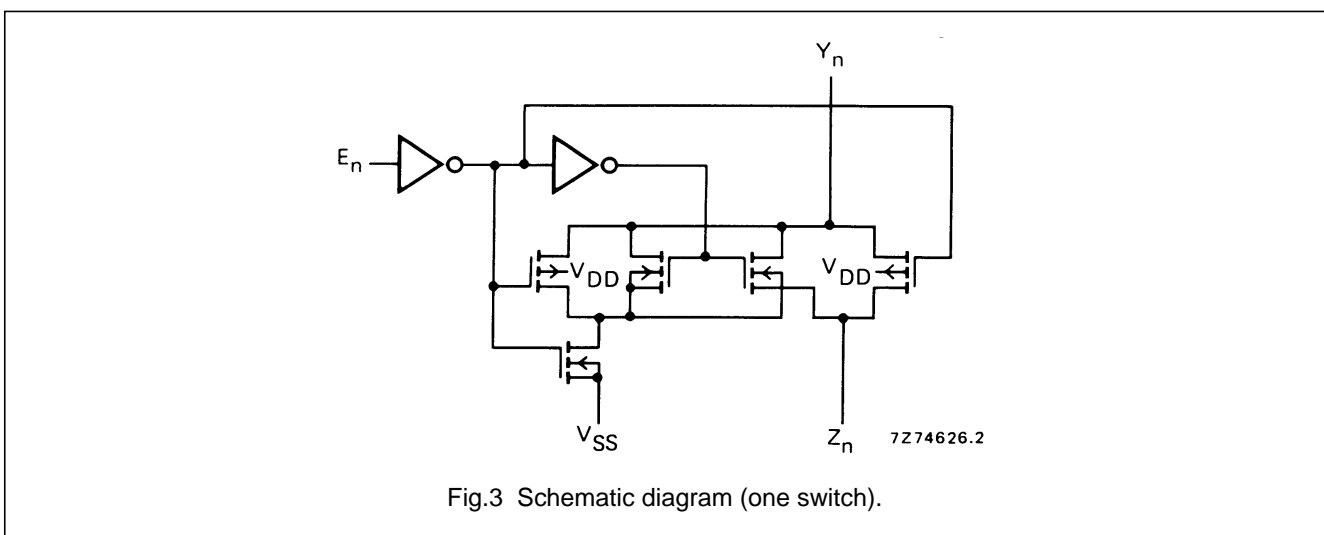 Yn
En
VDD
VDD
VSS
Zn
7Z74626.2
Fig.3 Schematic diagram (one switch).